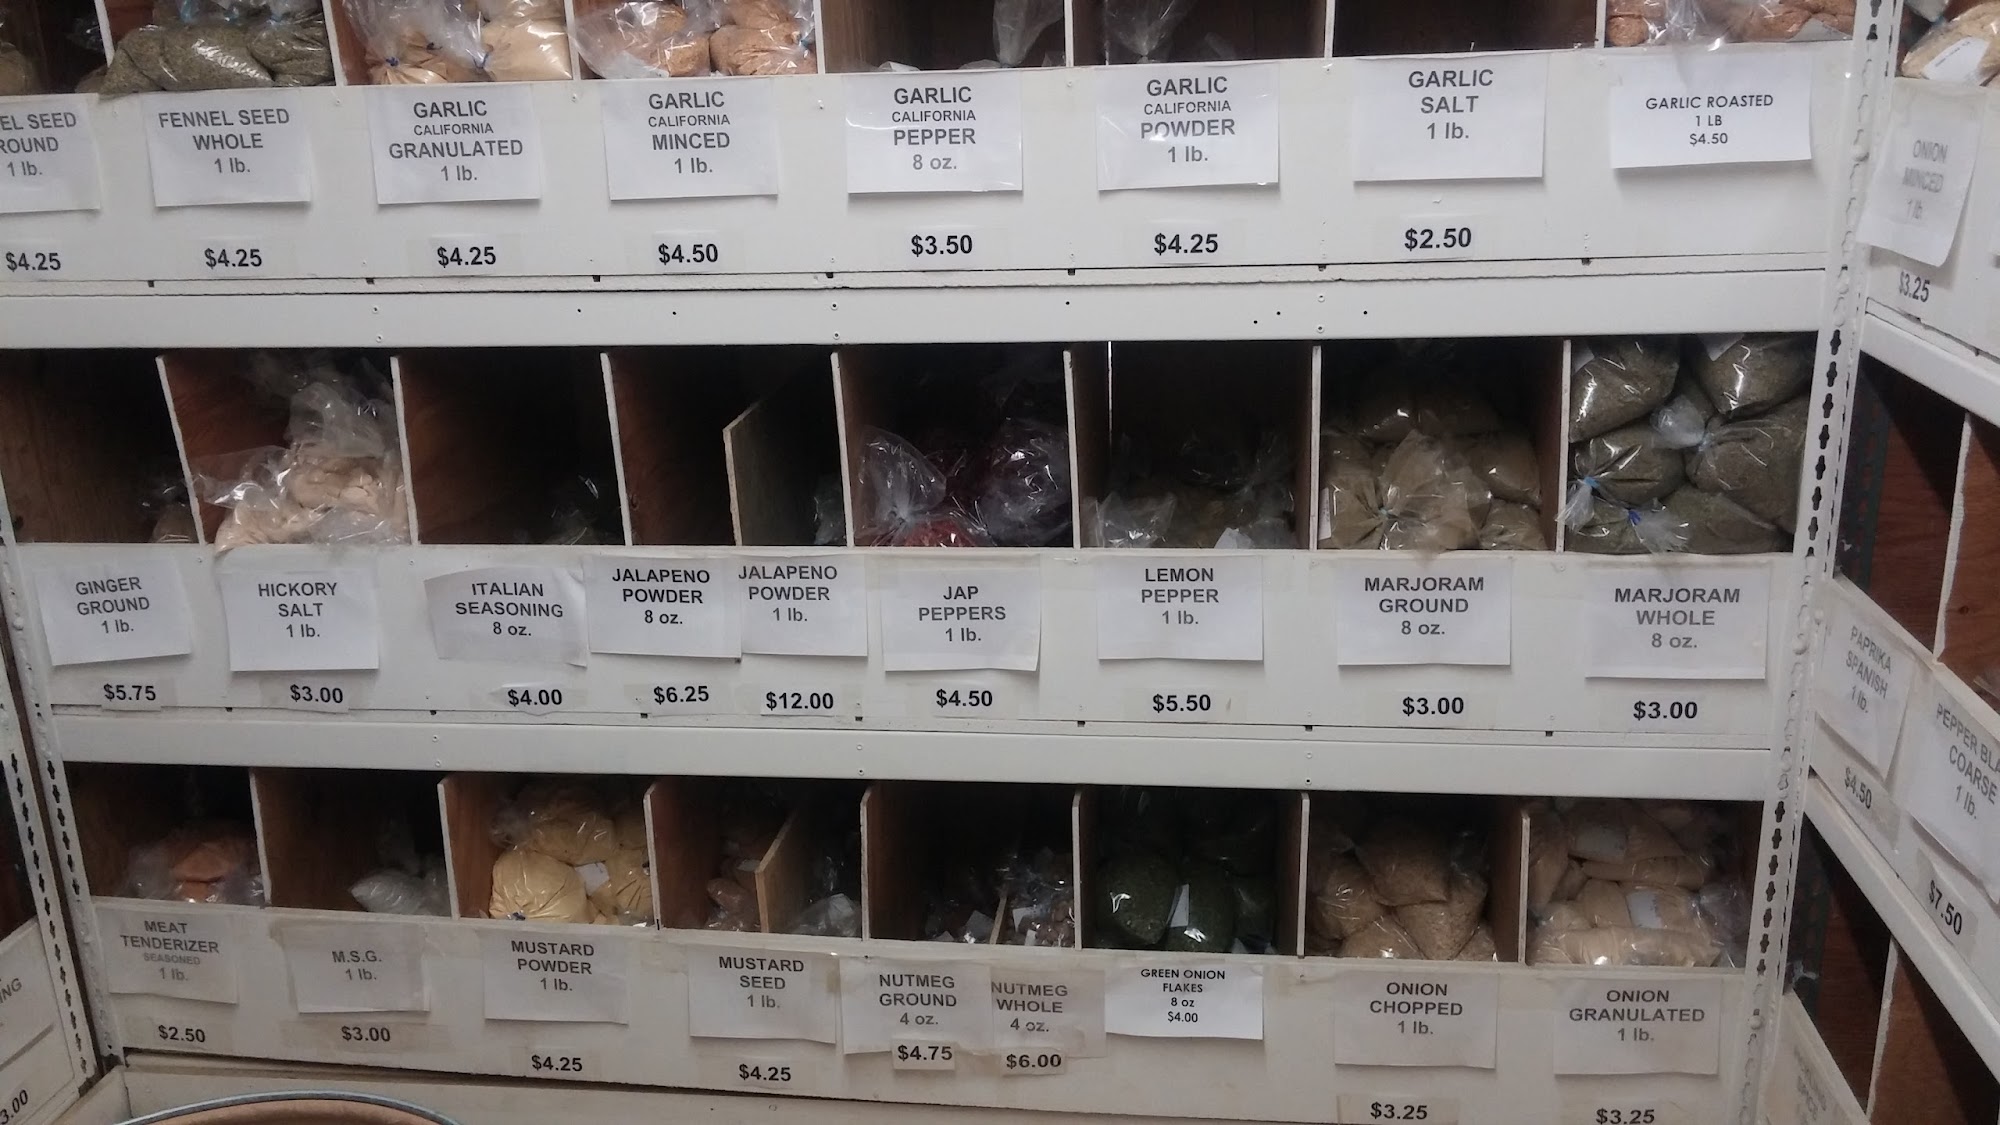 EL SEED
ROUND
1 lb.
$4.25
FENNEL SEED
WHOLE
1 lb.
$4.25
GARLIC
CALIFORNIA
GRANULATED
1 lb.
$4.25
GARLIC
CALIFORNIA
MINCED
1 lb.
$4.50
GARLIC
CALIFORNIA
PEPPER
8 oz.
$3.50
GARLIC
CALIFORNIA
POWDER
1 lb.
$4.25
GARLIC
SALT
1 lb.
$2.50
GARLIC ROASTED
1 LB
$4.50
ONION
MINCED
1 lb.
$3.25
GINGER
GROUND
1 lb.
$5.75
HICKORY
SALT
1 lb.
$3.00
ITALIAN
SEASONING
8 oz.
$4.00
JALAPENO
POWDER
8 oz.
$6.25
JALAPENO
POWDER
1 lb.
$12.00
JAP
PEPPERS
1 lb.
$4.50
LEMON
PEPPER
1 lb.
$5.50
MARJORAM
GROUND
8 oz.
$3.00
MARJORAM
WHOLE
8 oz.
$3.00
PAPRIKA
SPANISH
1 lb.
$4.50
PEPPER BLA
COARSE
1 lb.
$7.50
NG
3.00
MEAT
TENDERIZER
SEASONED
1 lb.
$2.50
M.S.G.
1 lb.
$3.00
MUSTARD
POWDER
1 lb.
$4.25
MUSTARD
SEED
1 lb.
$4.25
NUTMEG
GROUND
4 oz.
$4.75
NUTMEG
WHOLE
4 oz.
$6.00
GREEN ONION
FLAKES
8 oz
$4.00
ONION
CHOPPED
1 lb.
$3.25
ONION
GRANULATED
1 lb.
$3.25